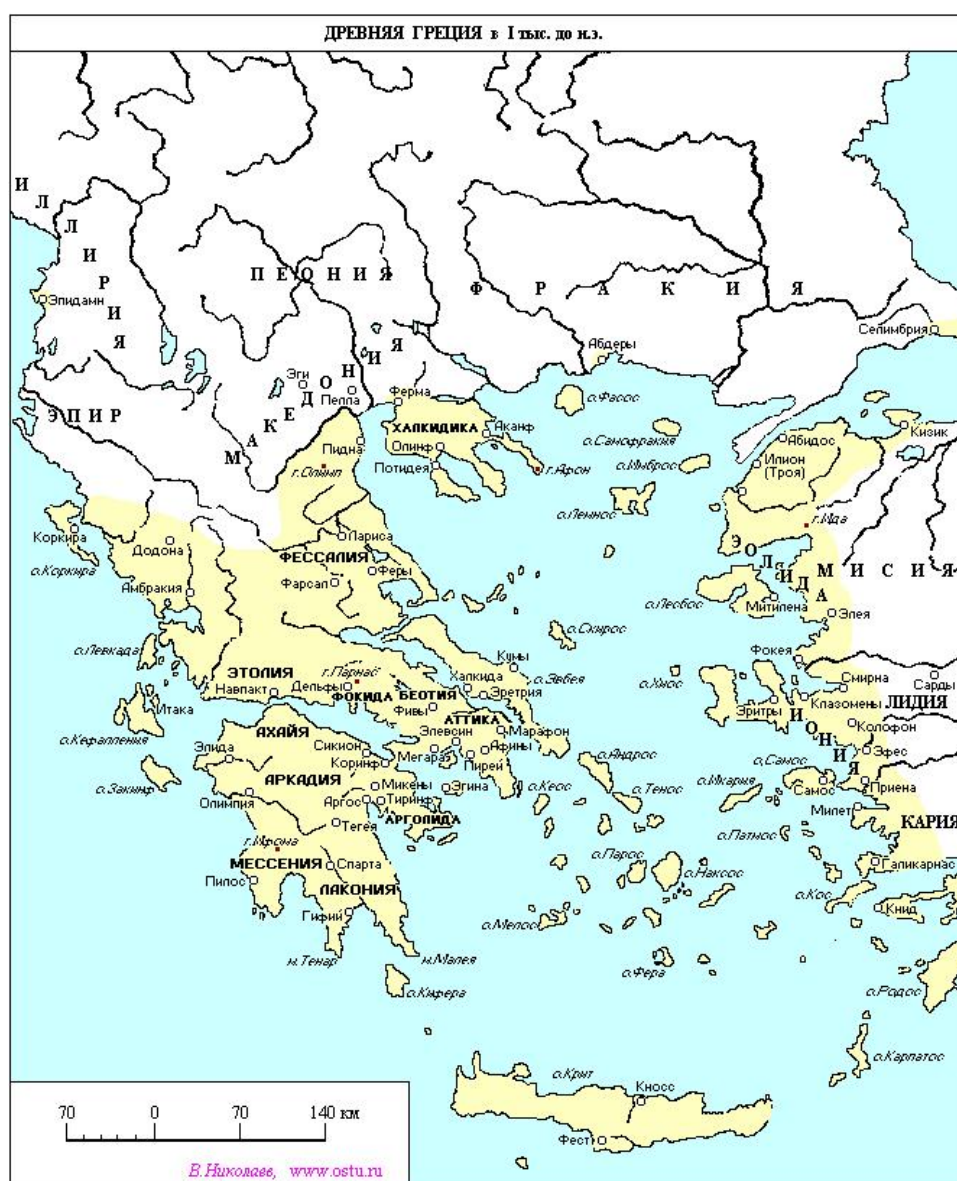 ДРЕВНЯЯ ГРЕЦИЯ в I тыс. до н.э.
ИЛЛИРИЯ
ПЕОНИЯ
ФРАКИЯ
Эпидамн
Селимбрия
Абдеры
МАКЕДОНИЯ
Эги
Пелла
Ферма
о.Фасос
ЭПИР
ХАЛКИДИКА
Аканф
о.Самофракия
Абидос
Кизик
Пидна
Олинф
г.Олимп
Потидея
г.Афон
о.Имброс
Илион
(Троя)
о.Лемнос
г.Ида
Коркира
Додона
Лариса
о.Коркира
ФЕССАЛИЯ
Феры
Фарсал
ЭОЛИДА
МИСИЯ
Амбракия
о.Лесбос
Митилена
Элея
о.Скирос
о.Левкада
Кумы
Фокея
ЭТОЛИЯ
г.Парнас
Халкида
о.Эвбея
о.Хиос
Смирна
Сарды
Навпакт
Дельфы
ФОКИДА
БЕОТИЯ
Эретрия
Клазомены
ЛИДИЯ
Итака
Фивы
Эритры
ИОНИЯ
АТТИКА
Колофон
о.Кефалления
АХАЙЯ
Элевсин
Марафон
Элида
Сикион
Мегара
Афины
Эфес
Коринф
Пирей
о.Андрос
о.Самос
АРКАДИЯ
о.Закинф
Микены
Эгина
о.Кеос
о.Тенос
о.Икария
Самос
Приена
Олимпия
Аргос
Тиринф
Милет
АРГОЛИДА
КАРИЯ
Тегея
о.Патмос
г.Ифома
о.Парос
МЕССЕНИЯ
Спарта
о.Наксос
Галикарнас
Пилос
ЛАКОНИЯ
о.Кос
Гифий
о.Мелос
Книд
м.Тенар
м.Малея
о.Фера
о.Кифера
о.Родос
о.Карпатос
о.Крит
Кносс
Фест
70 0 70 140 км
В.Николаев, www.ostu.ru